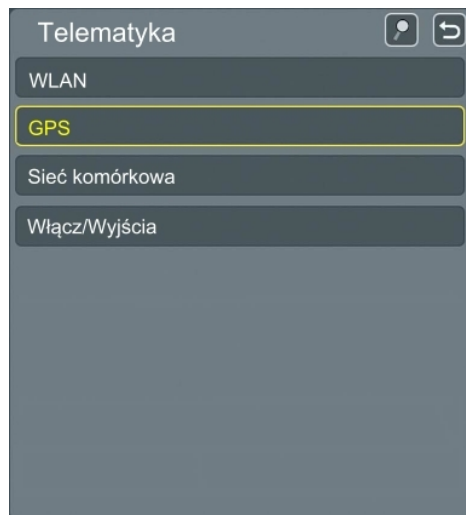 Telematyka
WLAN
GPS
Sieć komórkowa
Włącz/Wyjścia